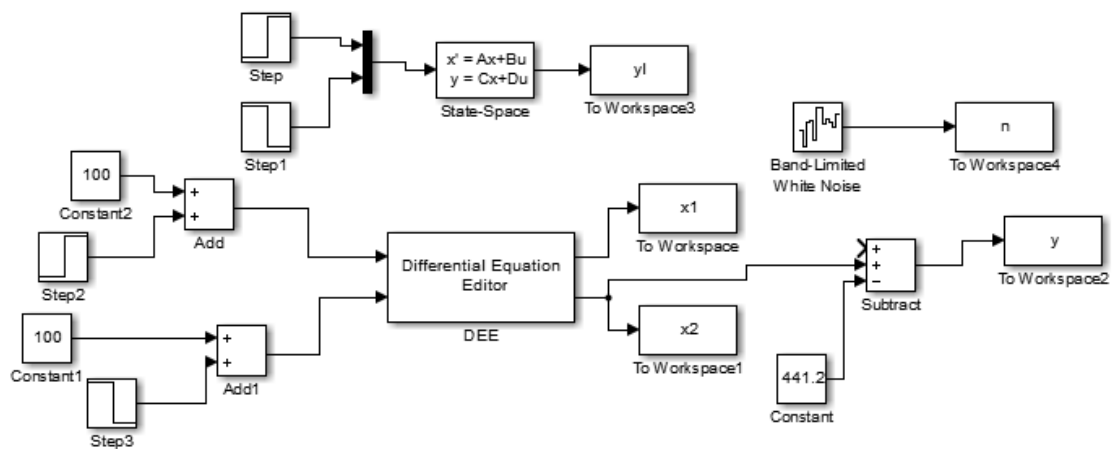 Step
x' = Ax+Bu
y = Cx+Du
State-Space
yl
To Workspace3
Step1
Band-Limited
White Noise
n
To Workspace4
100
Constant2
+
+
Add
Step2
Differential Equation
Editor
DEE
x1
To Workspace
x2
To Workspace1
+
+
−
Subtract
y
To Workspace2
441.2
Constant
100
Constant1
+
+
Add1
Step3